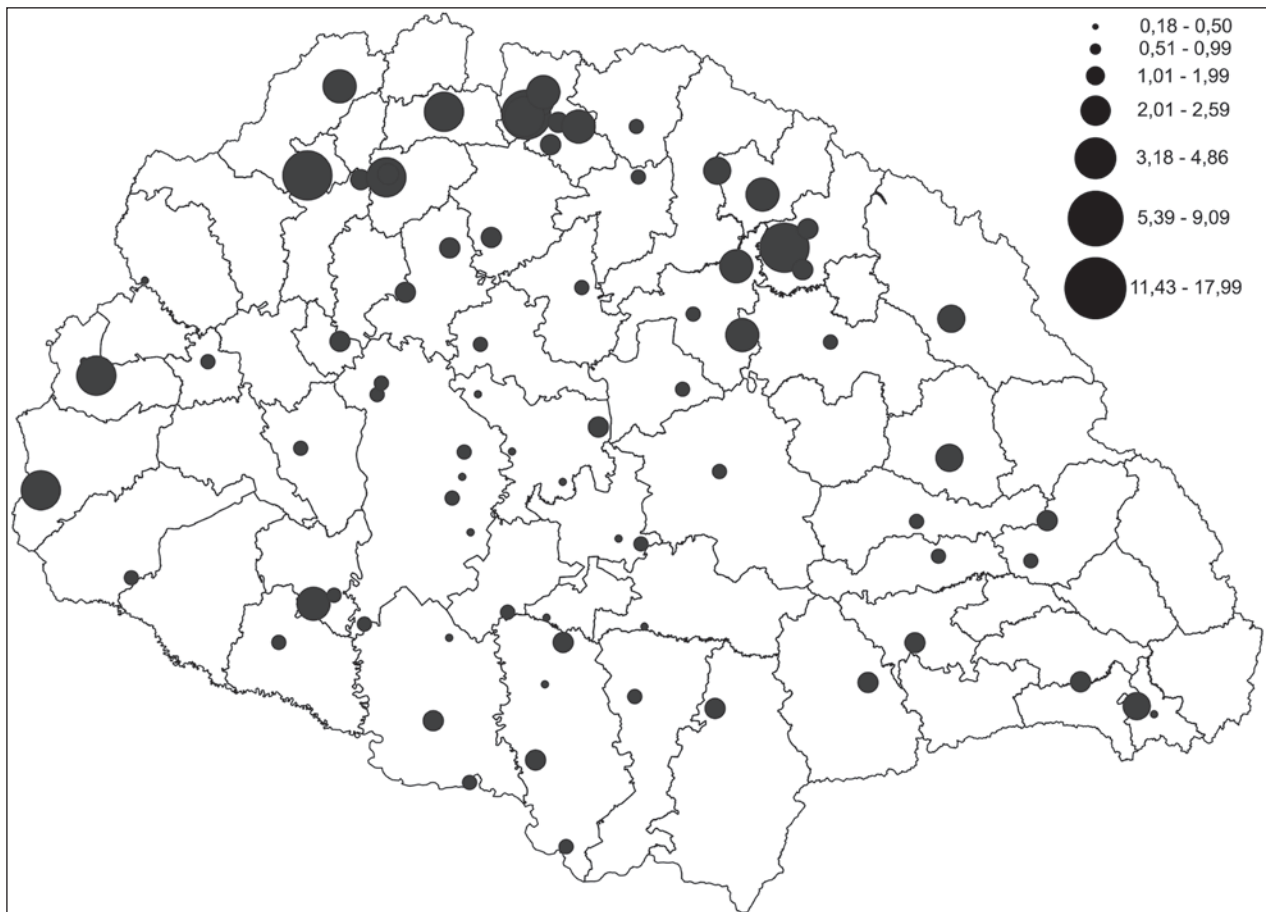 0,18 - 0,50
0,51 - 0,99
1,01 - 1,99
2,01 - 2,59
3,18 - 4,86
5,39 - 9,09
11,43 - 17,99